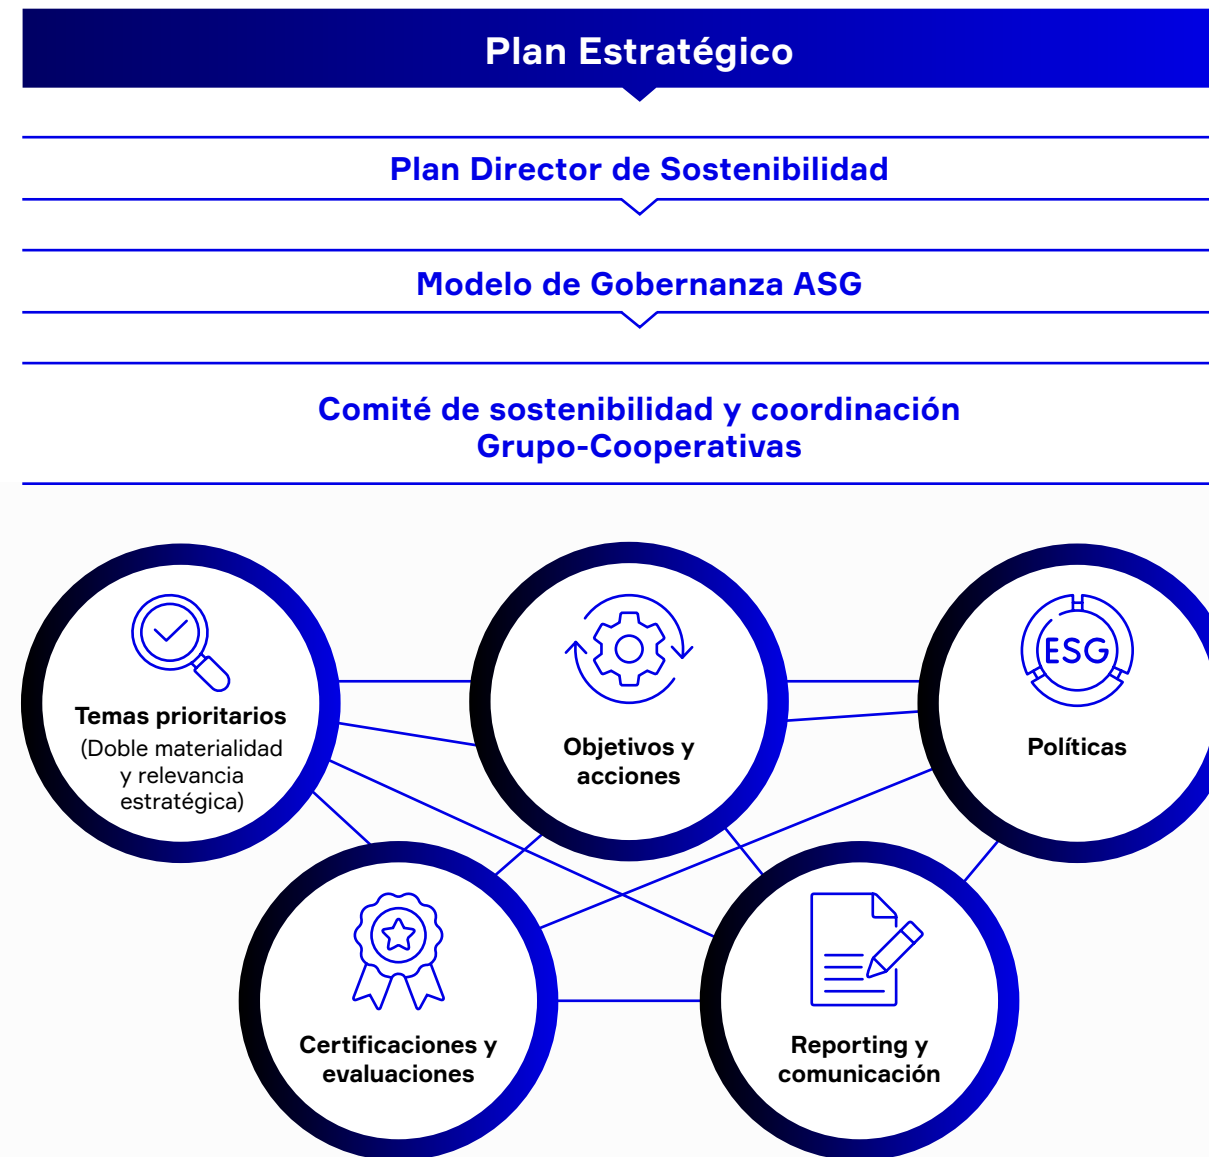 Plan Estratégico
Plan Director de Sostenibilidad
Modelo de Gobernanza ASG
Comité de sostenibilidad y coordinación
Grupo-Cooperativas
Temas prioritarios
(Doble materialidad
y relevancia
estratégica)
Objetivos y
acciones
ESG
Políticas
Certificaciones y
evaluaciones
Reporting y
comunicación